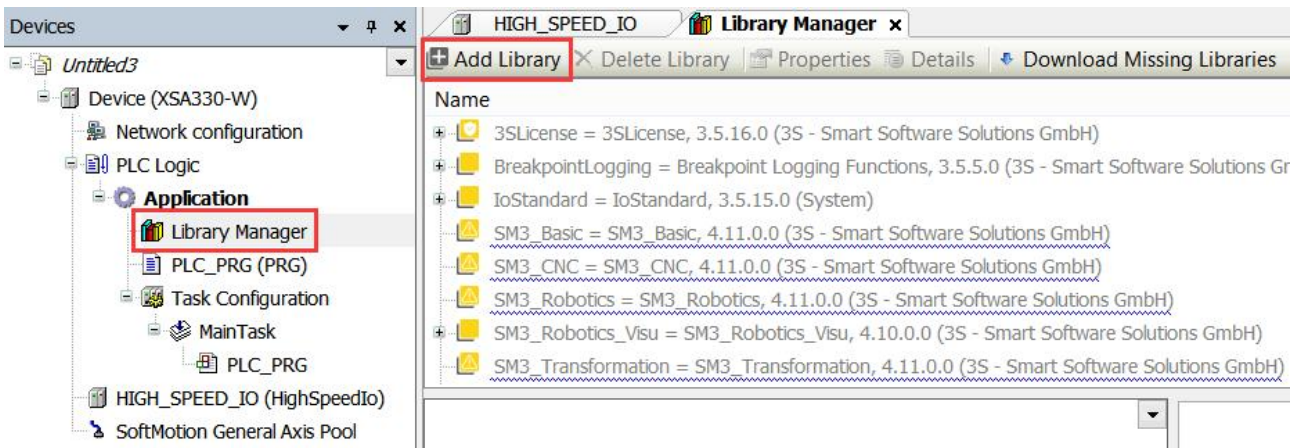 Devices
Untitled3
Device (XSA330-W)
Network configuration
PLC Logic
Application
Library Manager
PLC_PRG (PRG)
Task Configuration
MainTask
PLC_PRG
HIGH_SPEED_IO (HighSpeedIo)
SoftMotion General Axis Pool
HIGH_SPEED_IO Library Manager
Add Library Delete Library Properties Details Download Missing Libraries
Name
3SLicense = 3SLicense, 3.5.16.0 (3S - Smart Software Solutions GmbH)
BreakpointLogging = Breakpoint Logging Functions, 3.5.5.0 (3S - Smart Software Solutions Gr
IoStandard = IoStandard, 3.5.15.0 (System)
SM3_Basic = SM3_Basic, 4.11.0.0 (3S - Smart Software Solutions GmbH)
SM3_CNC = SM3_CNC, 4.11.0.0 (3S - Smart Software Solutions GmbH)
SM3_Robotics = SM3_Robotics, 4.11.0.0 (3S - Smart Software Solutions GmbH)
SM3_Robotics_Visu = SM3_Robotics_Visu, 4.10.0.0 (3S - Smart Software Solutions GmbH)
SM3_Transformation = SM3_Transformation, 4.11.0.0 (3S - Smart Software Solutions GmbH)